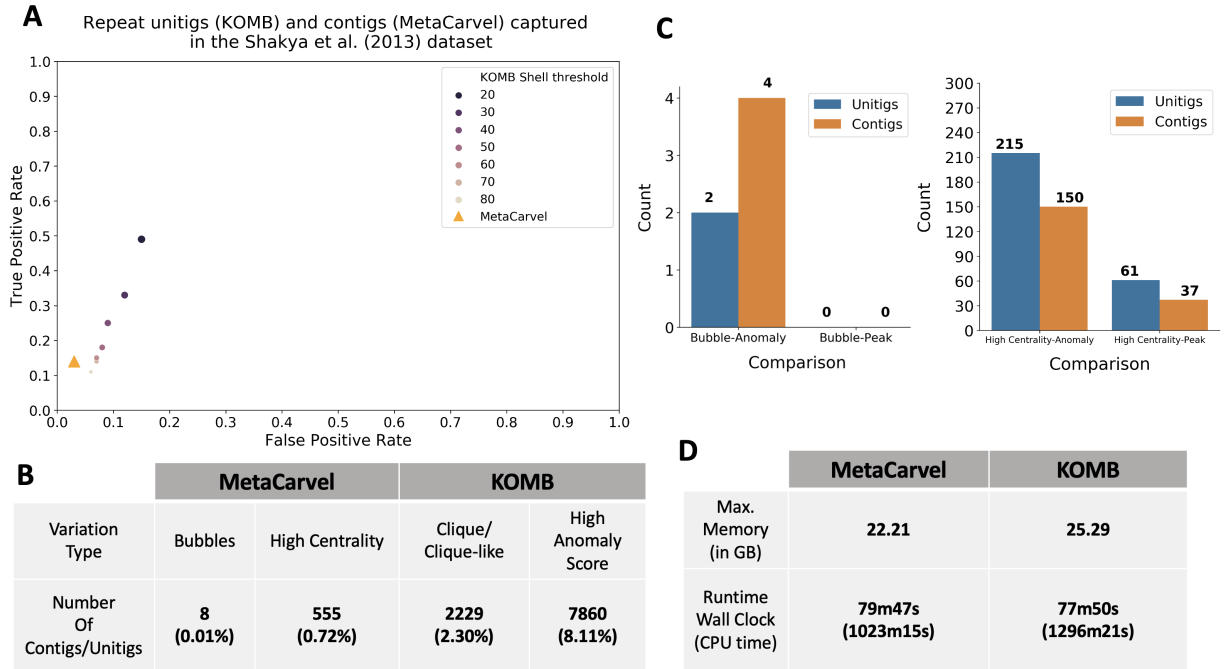 A
Repeat unitigs (KOMB) and contigs (MetaCarvel) captured
in the Shakya et al. (2013) dataset
1.0
0.9
0.8
0.7
0.6
0.5
0.4
0.3
0.2
0.1
0.0
True Positive Rate
KOMB Shell threshold
20
30
40
50
60
70
80
MetaCarvel
0.0 0.1 0.2 0.3 0.4 0.5 0.6 0.7 0.8 0.9 1.0
False Positive Rate
C
4
3
2
1
0
Count
Unitigs
Contigs
2
4
0
0
Bubble-Anomaly Bubble-Peak
Comparison
300
270
240
210
180
150
120
90
60
30
0
Count
Unitigs
Contigs
215
150
61
37
High Centrality-Anomaly High Centrality-Peak
Comparison
B
MetaCarvel KOMB
Variation
Type
Bubbles
High Centrality
Clique/
Clique-like
High
Anomaly
Score
Number
Of
Contigs/Unitigs
8
(0.01%)
555
(0.72%)
2229
(2.30%)
7860
(8.11%)
D
MetaCarvel KOMB
Max.
Memory
(in GB)
22.21
25.29
Runtime
Wall Clock
(CPU time)
79m47s
(1023m15s)
77m50s
(1296m21s)